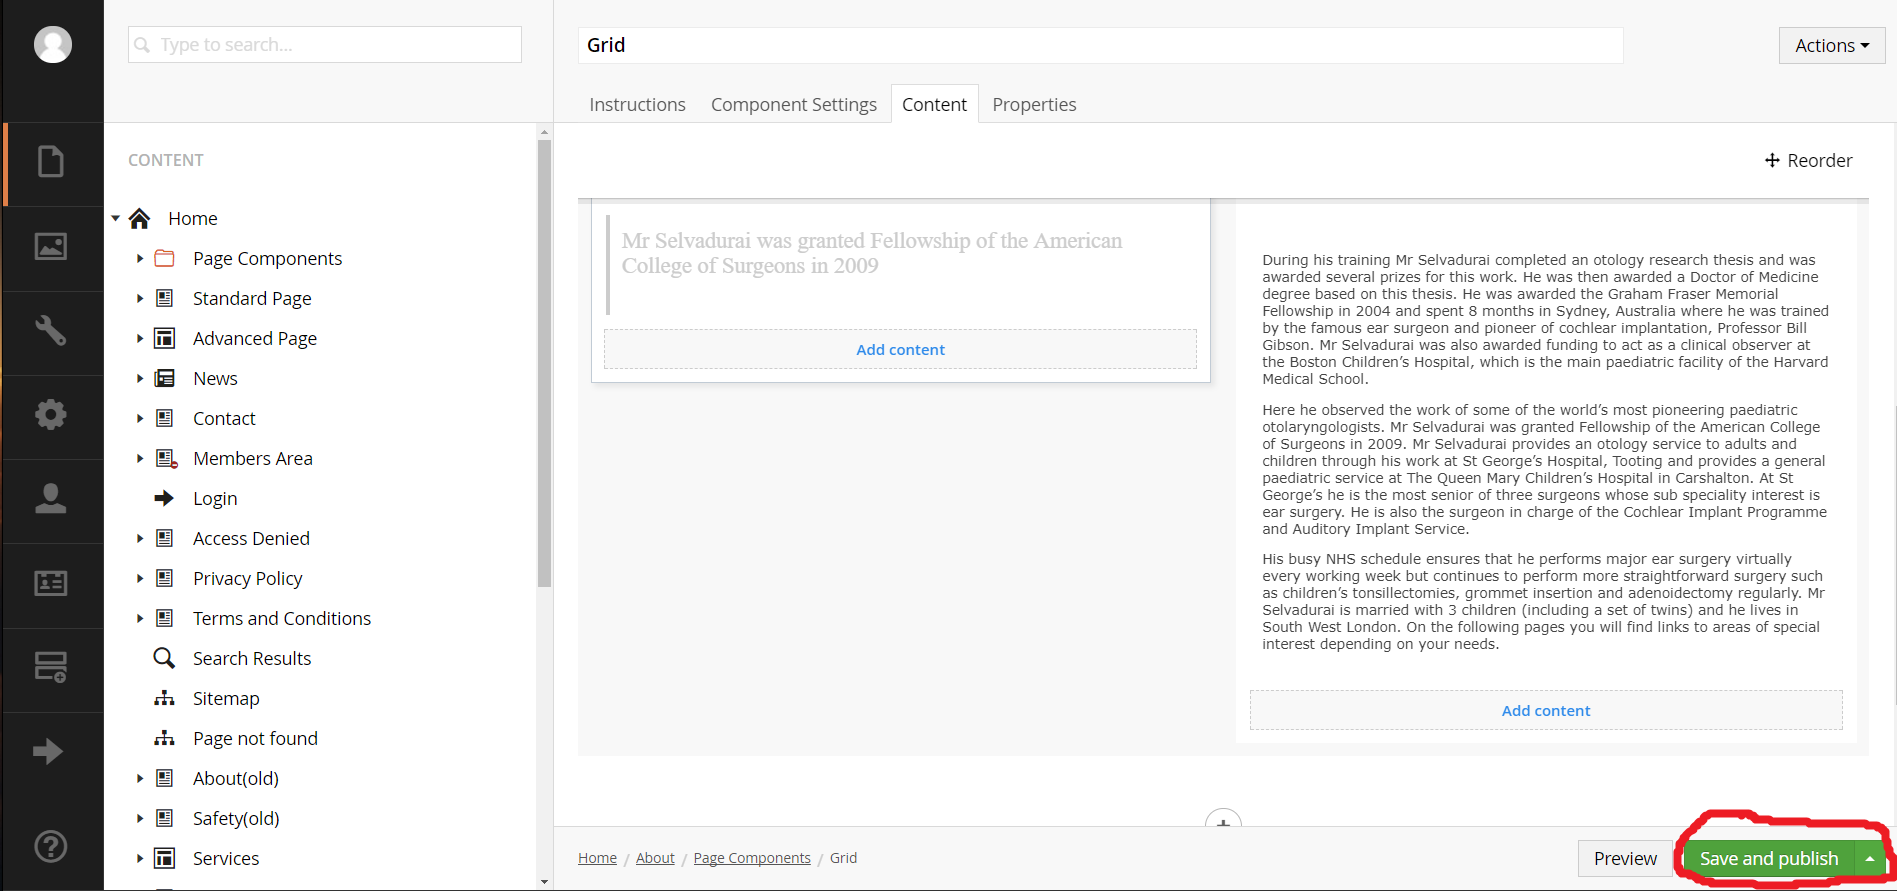 Type to search...
Grid
Actions
Instructions
Component Settings
Content
Properties
CONTENT
Reorder
Home
Page Components
Standard Page
Advanced Page
News
Contact
Members Area
Login
Access Denied
Privacy Policy
Terms and Conditions
Search Results
Sitemap
Page not found
About(old)
Safety(old)
Services
Mr Selvadurai was granted Fellowship of the American
College of Surgeons in 2009
Add content
During his training Mr Selvadurai completed an otology research thesis and was
awarded several prizes for this work. He was then awarded a Doctor of Medicine
degree based on this thesis. He was awarded the Graham Fraser Memorial
Fellowship in 2004 and spent 8 months in Sydney, Australia where he was trained
by the famous ear surgeon and pioneer of cochlear implantation, Professor Bill
Gibson. Mr Selvadurai was also awarded funding to act as a clinical observer at
the Boston Children’s Hospital, which is the main paediatric facility of the Harvard
Medical School.
Here he observed the work of some of the world’s most pioneering paediatric
otolaryngologists. Mr Selvadurai was granted Fellowship of the American College
of Surgeons in 2009. Mr Selvadurai provides an otology service to adults and
children through his work at St George’s Hospital, Tooting and provides a general
paediatric service at The Queen Mary Children’s Hospital in Carshalton. At St
George’s he is the most senior of three surgeons whose sub speciality interest is
ear surgery. He is also the surgeon in charge of the Cochlear Implant Programme
and Auditory Implant Service.
His busy NHS schedule ensures that he performs major ear surgery virtually
every working week but continues to perform more straightforward surgery such
as children’s tonsillectomies, grommet insertion and adenoidectomy regularly. Mr
Selvadurai is married with 3 children (including a set of twins) and he lives in
South West London. On the following pages you will find links to areas of special
interest depending on your needs.
Add content
Home / About / Page Components / Grid
Preview
Save and publish